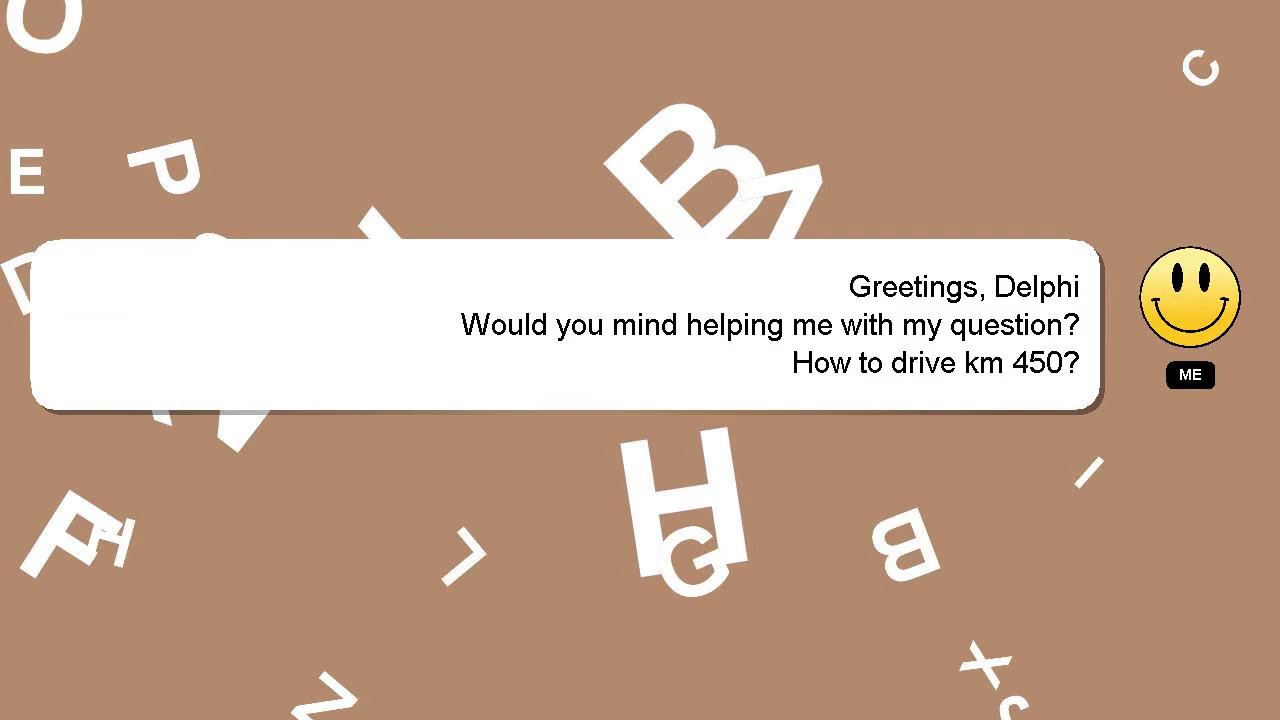 Greetings, Delphi
Would you mind helping me with my question?
How to drive km 450?
ME